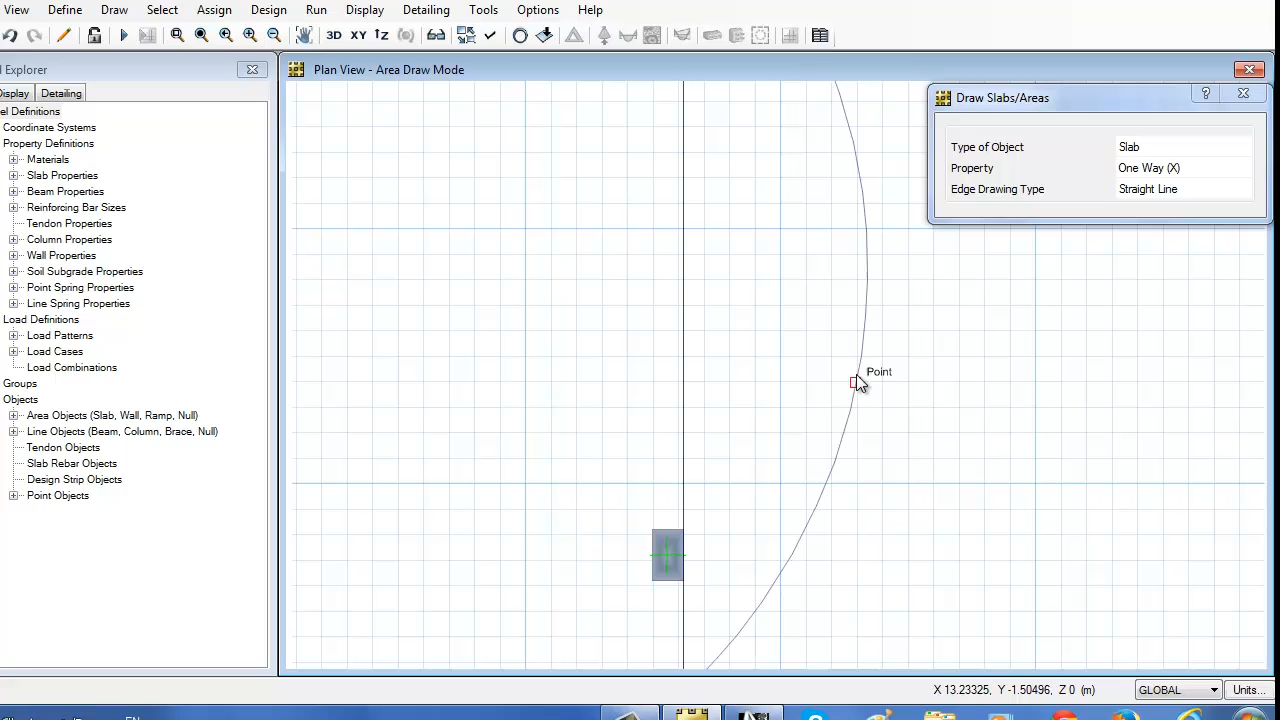 View Define Draw Select Assign Design Run Display Detailing Tools Options Help
3D XY
Explorer
Plan View - Area Draw Mode
Detailing
Coordinate Systems
Property Definitions
Materials
Slab Properties
Beam Properties
Reinforcing Bar Sizes
Tendon Properties
Column Properties
Wall Properties
Soil Subgrade Properties
Point Spring Properties
Line Spring Properties
Load Definitions
Load Patterns
Load Cases
Load Combinations
Groups
Objects
Area Objects (Slab, Wall, Ramp, Null)
Line Objects (Beam, Column, Brace, Null)
Tendon Objects
Slab Rebar Objects
Design Strip Objects
Point Objects
Draw Slabs/Areas
Type of Object Slab
Property One Way (X)
Edge Drawing Type Straight Line
Point
X 13.23325, Y -1.50496, Z 0 (m) GLOBAL Units...